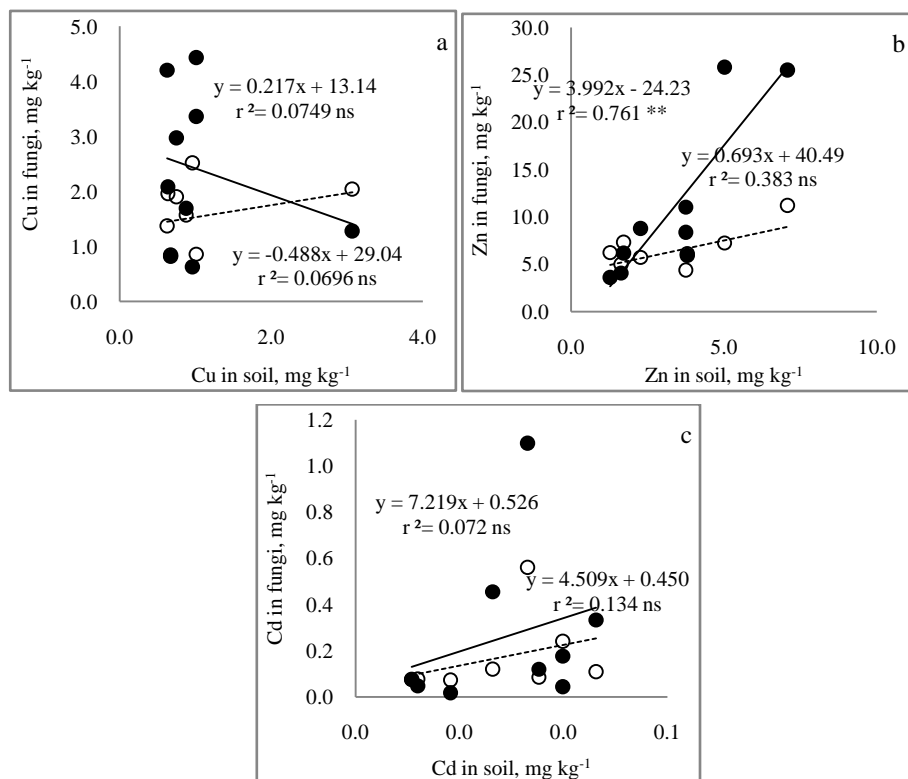 a
5.0
4.0
3.0
2.0
1.0
0.0
Cu in fungi, mg kg-1
y = 0.217x + 13.14
r ²= 0.0749 ns
y = -0.488x + 29.04
r ²= 0.0696 ns
0.0 2.0 4.0
Cu in soil, mg kg-1
b
30.0
25.0
20.0
15.0
10.0
5.0
0.0
Zn in fungi, mg kg-1
y = 3.992x - 24.23
r ²= 0.761 **
y = 0.693x + 40.49
r ²= 0.383 ns
0.0 5.0 10.0
Zn in soil, mg kg-1
c
1.2
1.0
0.8
0.6
0.4
0.2
0.0
Cd in fungi, mg kg-1
y = 7.219x + 0.526
r ²= 0.072 ns
y = 4.509x + 0.450
r ²= 0.134 ns
0.0 0.0 0.0 0.1
Cd in soil, mg kg-1